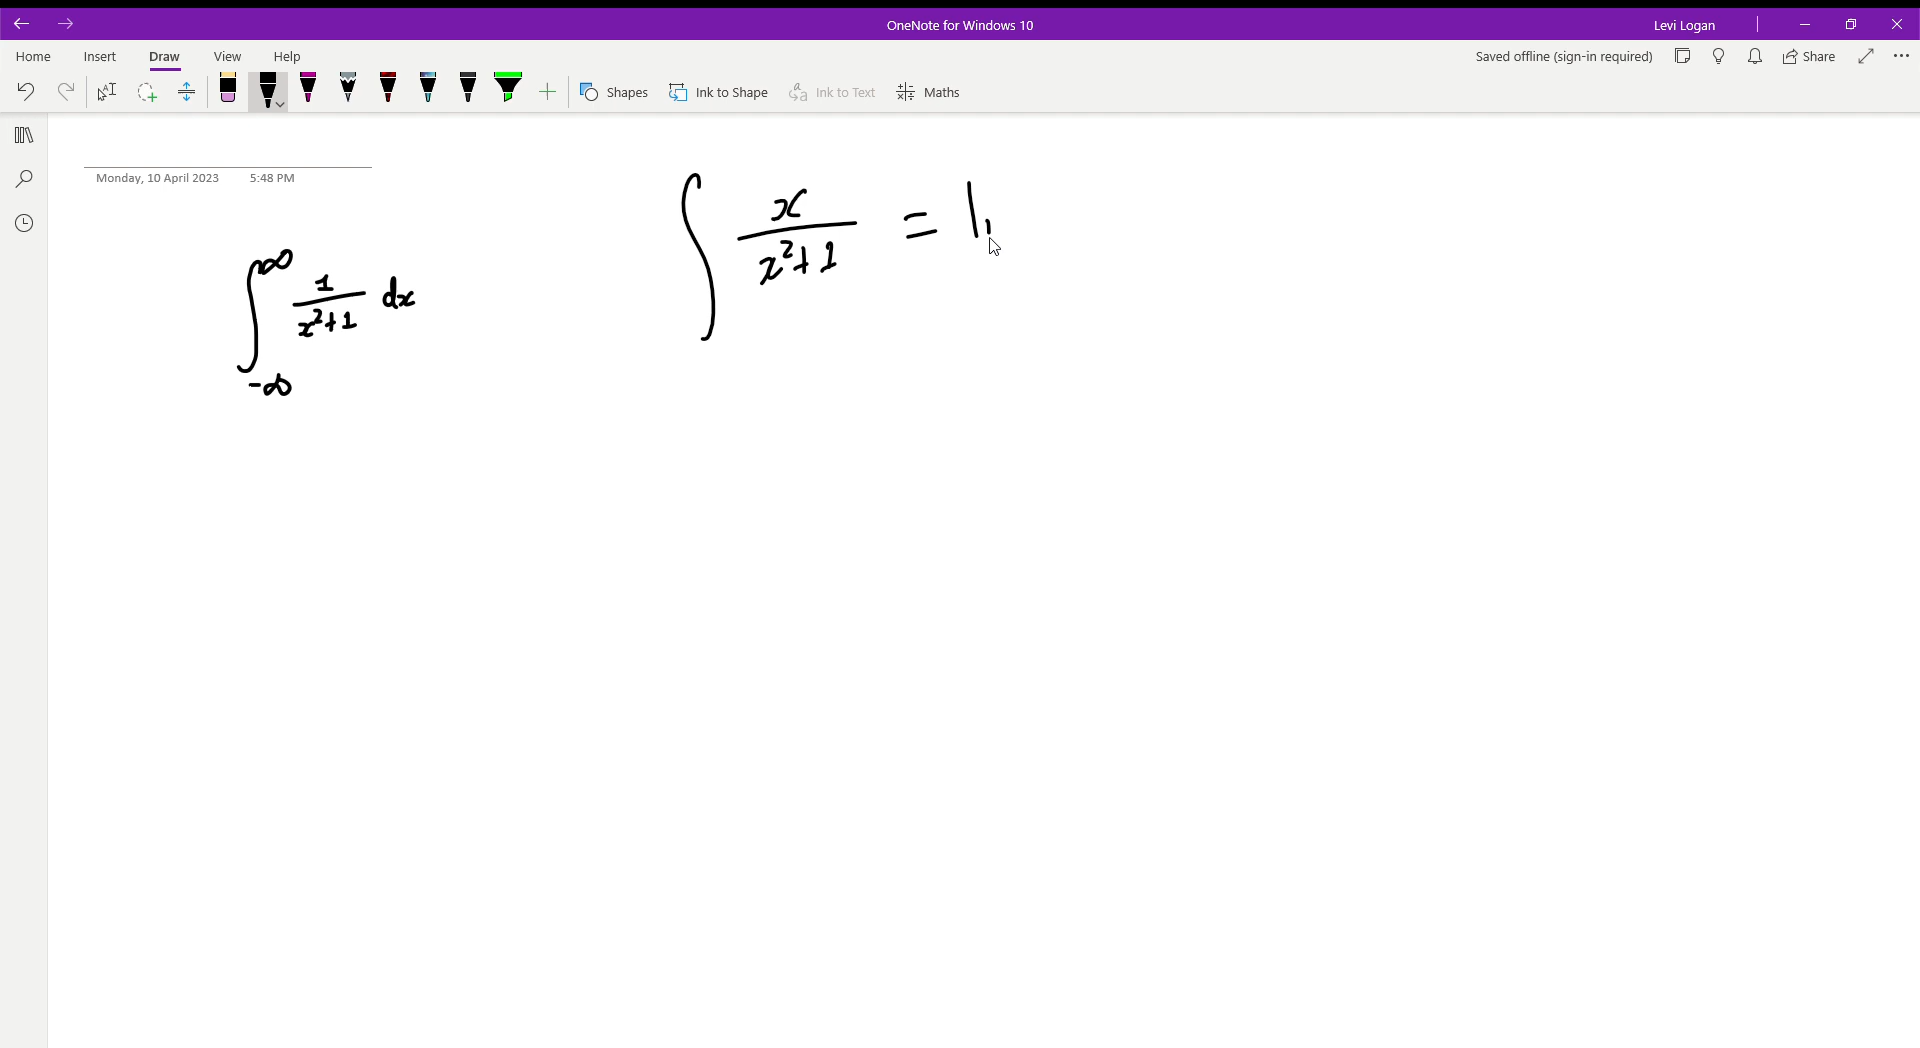 OneNote for Windows 10
Levi Logan
Home Insert Draw View Help
Saved offline (sign-in required) Share
Shapes Ink to Shape Ink to Text Maths
Monday, 10 April 2023 5:48 PM
∫_{-∞}^{∞} 1/(x²+1) dx
∫ x/(x²+1) = l